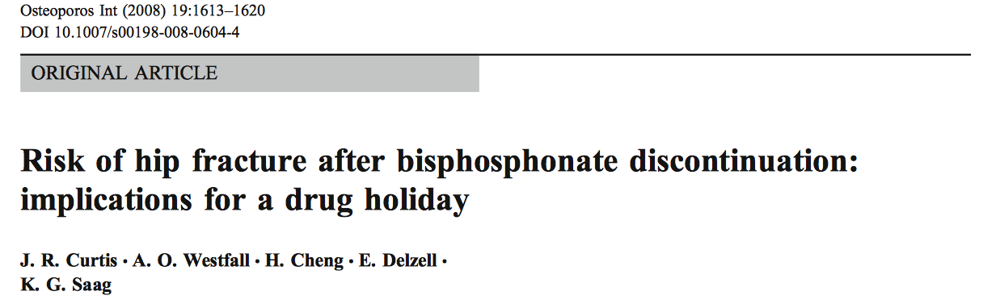 Osteoporos Int (2008) 19:1613–1620
DOI 10.1007/s00198-008-0604-4
ORIGINAL ARTICLE
Risk of hip fracture after bisphosphonate discontinuation:
implications for a drug holiday
J. R. Curtis · A. O. Westfall · H. Cheng · E. Delzell ·
K. G. Saag